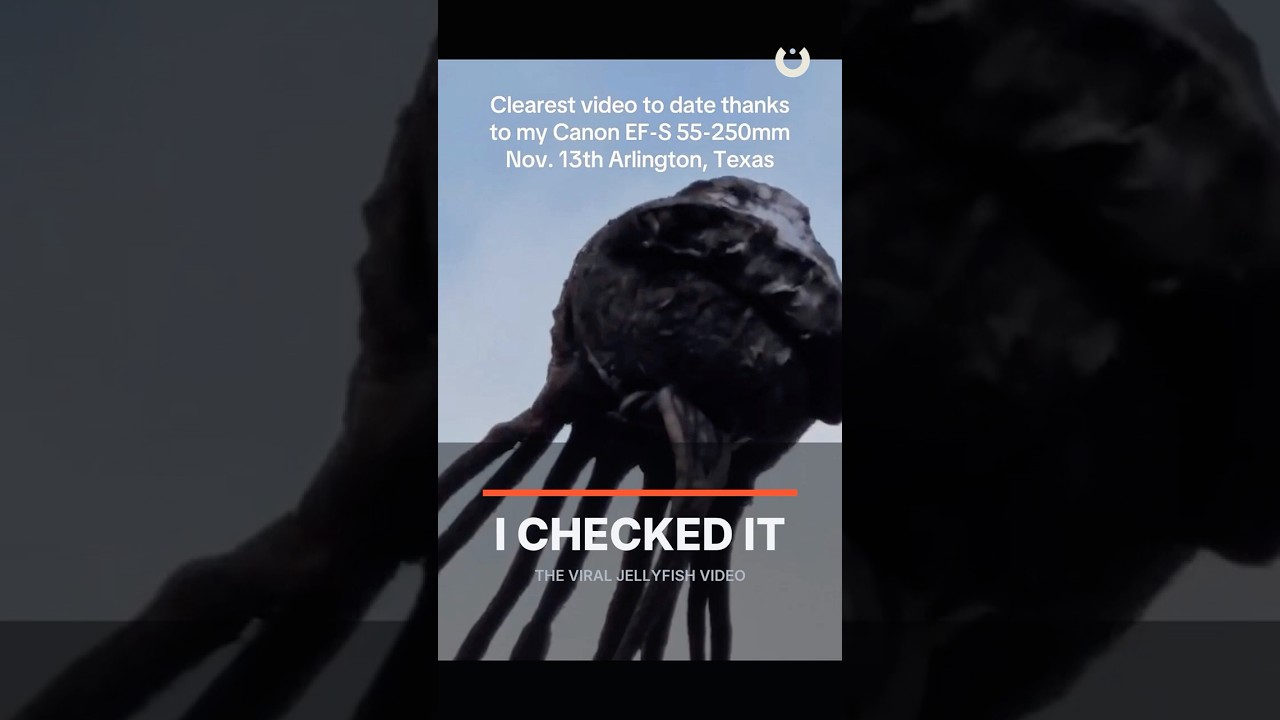 Clearest video to date thanks
to my Canon EF-S 55-250mm
Nov. 13th Arlington, Texas
I CHECKED IT
THE VIRAL JELLYFISH VIDEO